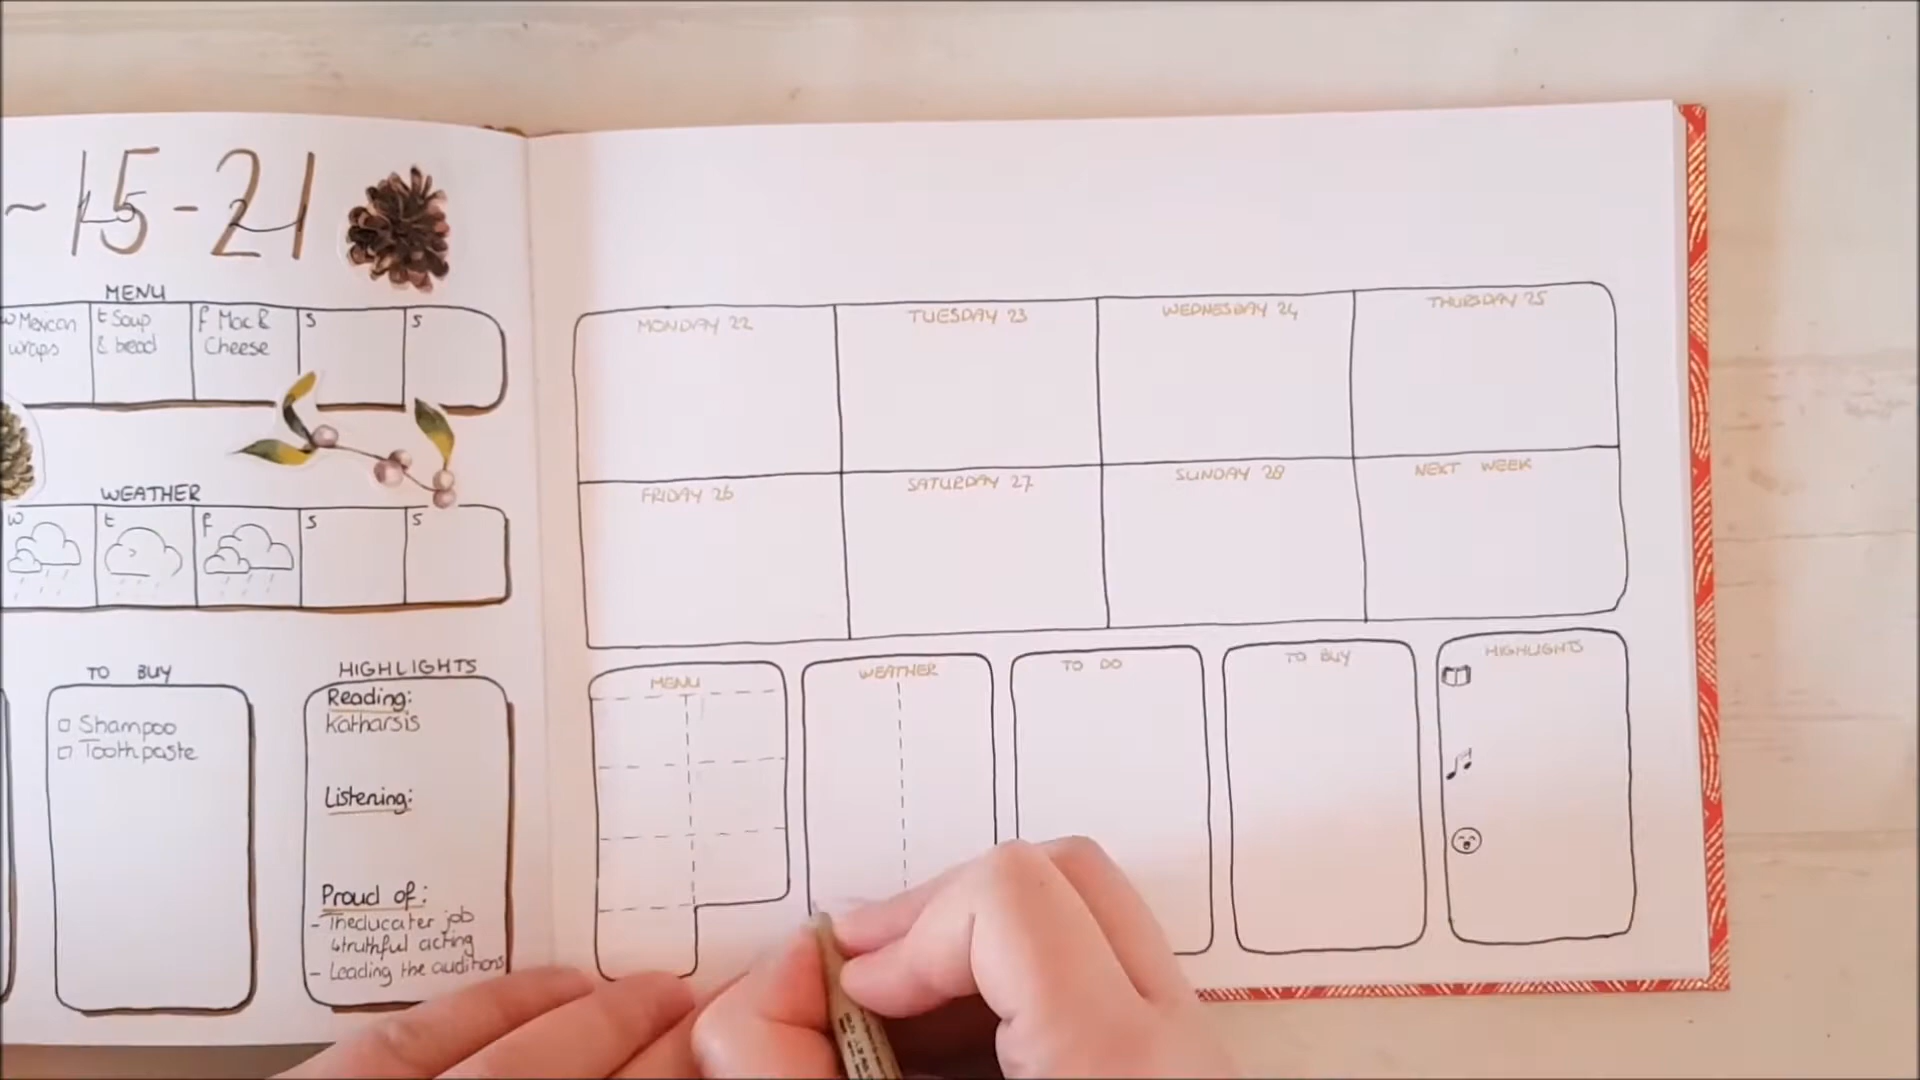 ~15-21
MENU
w Mexican
wraps
t Soup
& bead
f Mac &
Cheese
s
s
WEATHER
w
t
f
s
s
TO BUY
Shampoo
Toothpaste
HIGHLIGHTS
Reading:
Katharsis
Listening:
Proud of:
- Theducater job
truthful acting
- Leading the auditions
MONDAY 22
TUESDAY 23
WEDNESDAY 24
THURSDAY 25
FRIDAY 26
SATURDAY 27
SUNDAY 28
NEXT WEEK
MENU
WEATHER
TO DO
TO BUY
HIGHLIGHTS